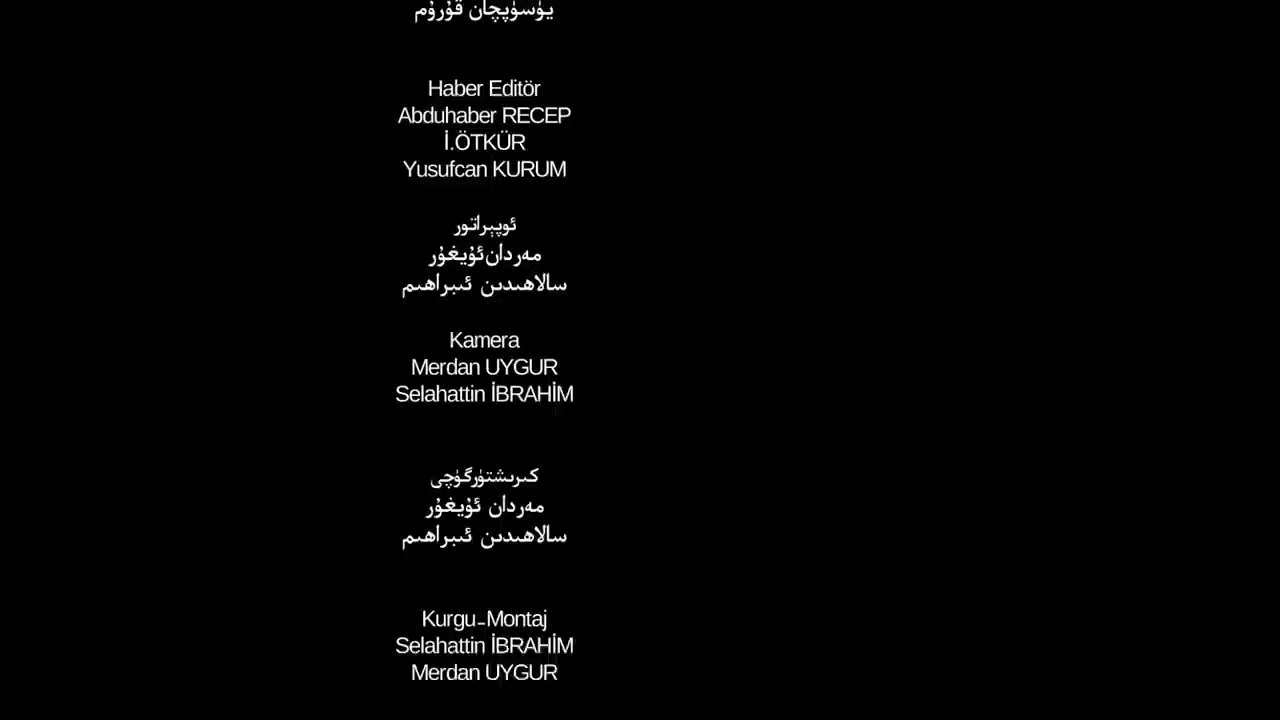 يۈسۈپجان قۇرۇم
Haber Editör
Abduhaber RECEP
İ.ÖTKÜR
Yusufcan KURUM
ئوپېراتور
مەردان ئۇيغۇر
سالاھىدىن ئىبراھىم
Kamera
Merdan UYGUR
Selahattin İBRAHİM
كىرىشتۈرگۈچى
مەردان ئۇيغۇر
سالاھىدىن ئىبراھىم
Kurgu-Montaj
Selahattin İBRAHİM
Merdan UYGUR